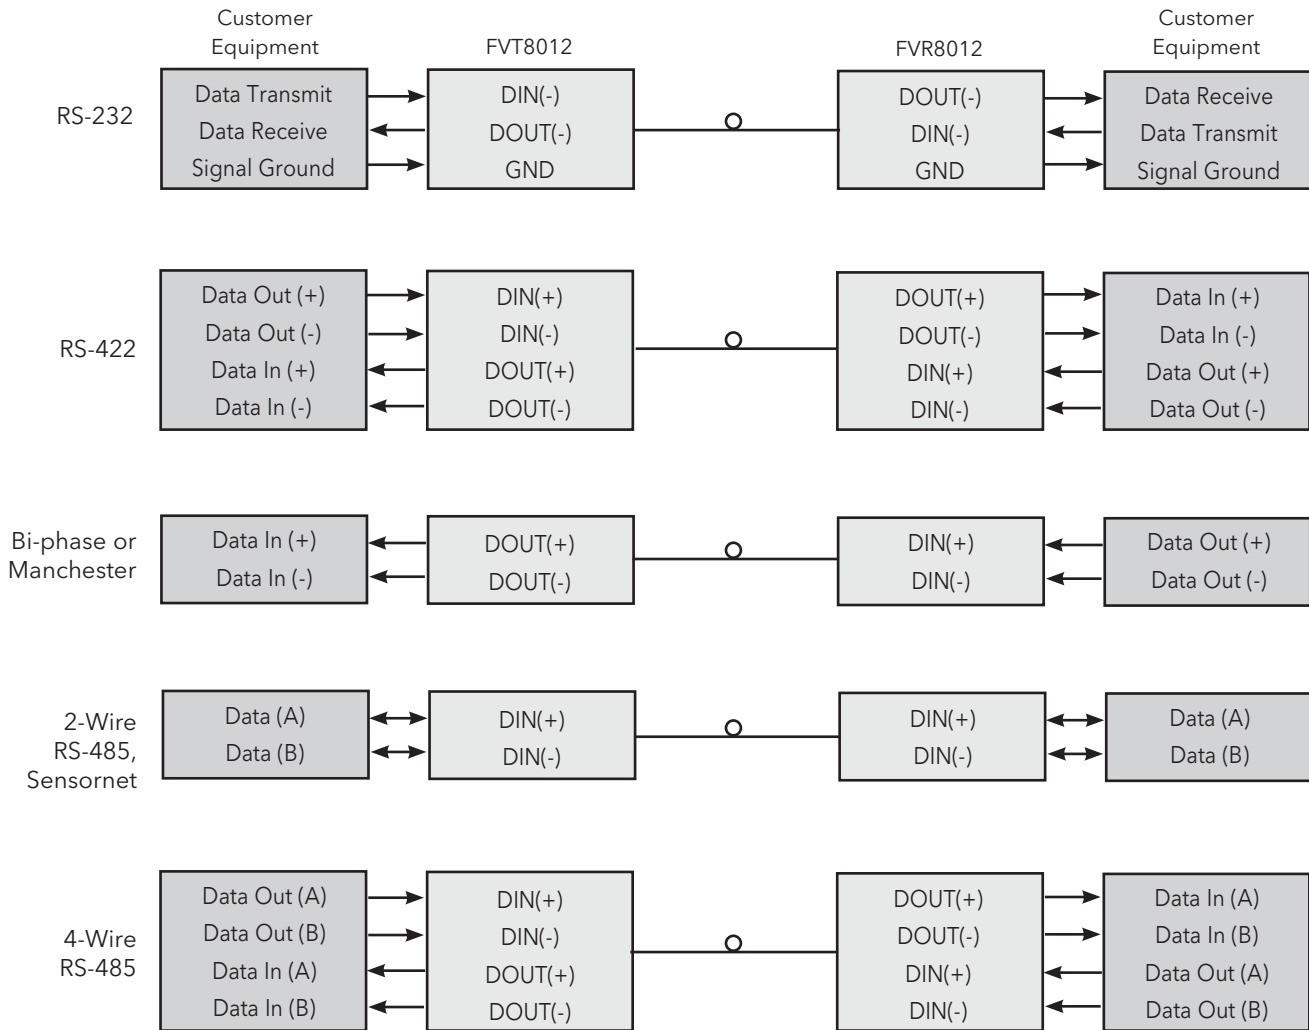 Customer
Equipment
FVT8012
FVR8012
Customer
Equipment
RS-232
Data Transmit
Data Receive
Signal Ground
DIN(-)
DOUT(-)
GND
DOUT(-)
DIN(-)
GND
Data Receive
Data Transmit
Signal Ground
RS-422
Data Out (+)
Data Out (-)
Data In (+)
Data In (-)
DIN(+)
DIN(-)
DOUT(+)
DOUT(-)
DOUT(+)
DOUT(-)
DIN(+)
DIN(-)
Data In (+)
Data In (-)
Data Out (+)
Data Out (-)
Bi-phase or
Manchester
Data In (+)
Data In (-)
DOUT(+)
DOUT(-)
DIN(+)
DIN(-)
Data Out (+)
Data Out (-)
2-Wire
RS-485,
Sensornet
Data (A)
Data (B)
DIN(+)
DIN(-)
DIN(+)
DIN(-)
Data (A)
Data (B)
4-Wire
RS-485
Data Out (A)
Data Out (B)
Data In (A)
Data In (B)
DIN(+)
DIN(-)
DOUT(+)
DOUT(-)
DOUT(+)
DOUT(-)
DIN(+)
DIN(-)
Data In (A)
Data In (B)
Data Out (A)
Data Out (B)